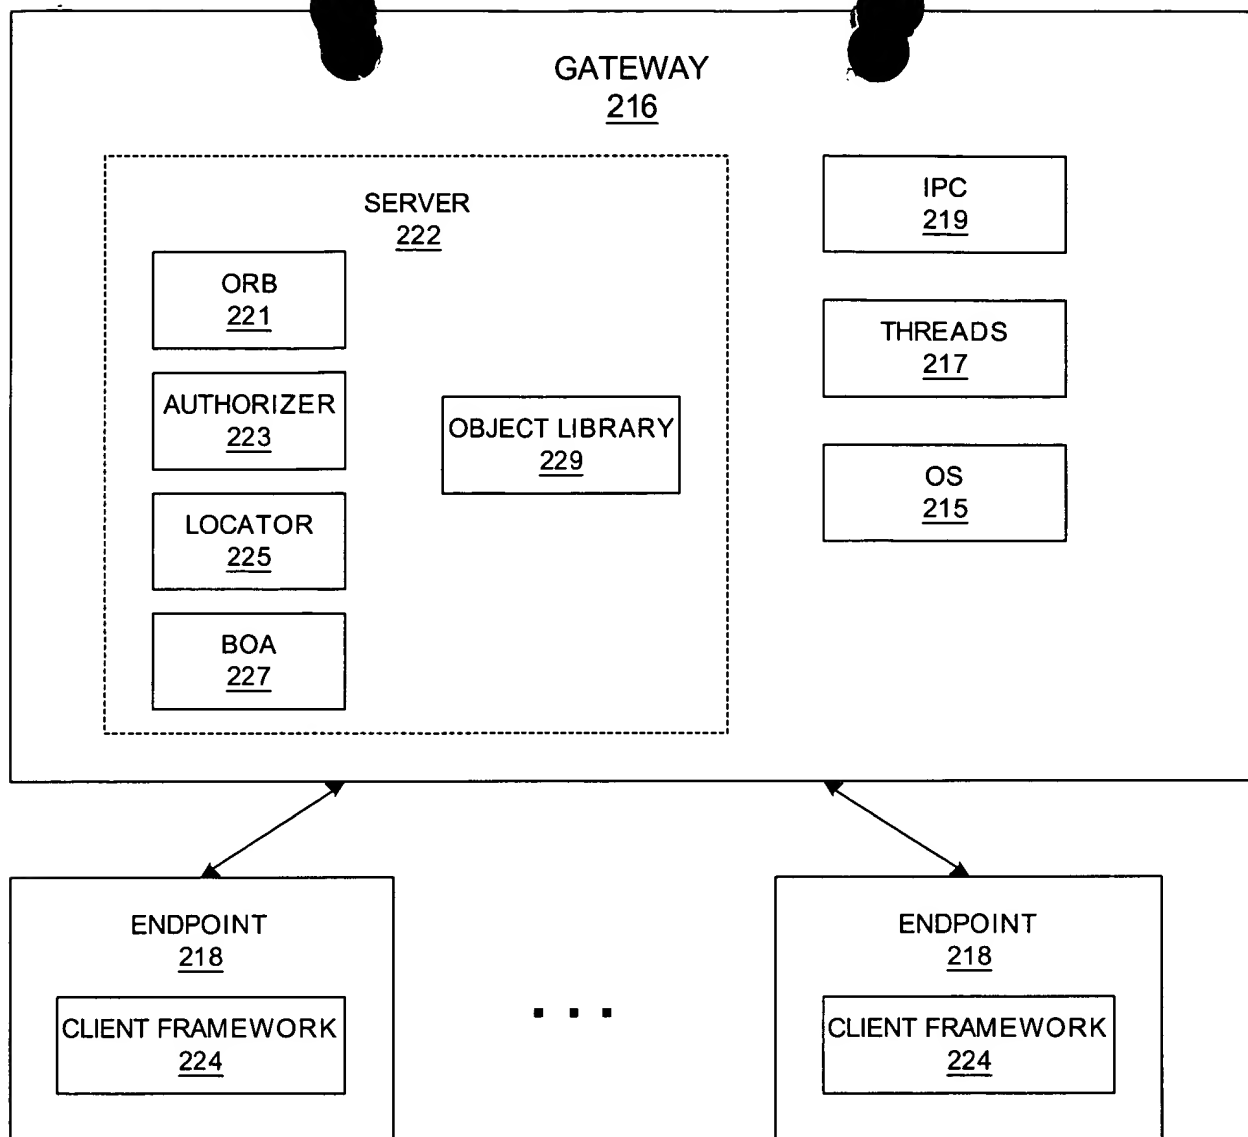 GATEWAY
216
SERVER
222
ORB
221
AUTHORIZER
223
LOCATOR
225
BOA
227
OBJECT LIBRARY
229
IPC
219
THREADS
217
OS
215
ENDPOINT
218
CLIENT FRAMEWORK
224
. . .
ENDPOINT
218
CLIENT FRAMEWORK
224